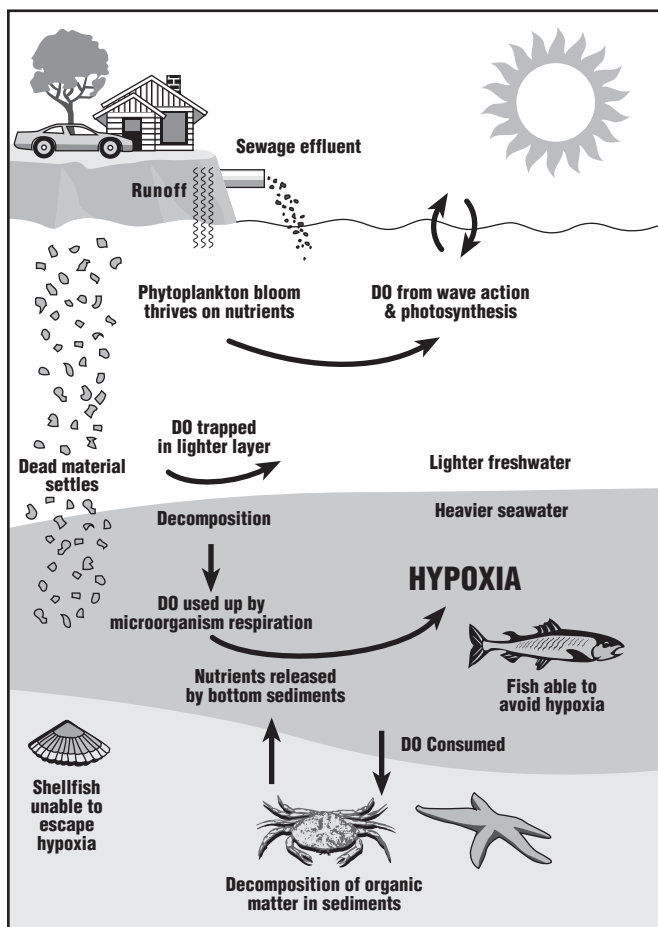 Sewage effluent
Runoff
Phytoplankton bloom
thrives on nutrients
DO from wave action
& photosynthesis
DO trapped
in lighter layer
Dead material
settles
Lighter freshwater
Decomposition
Heavier seawater
HYPOXIA
DO used up by
microorganism respiration
Nutrients released
by bottom sediments
Fish able to
avoid hypoxia
DO Consumed
Shellfish
unable to
escape
hypoxia
Decomposition of organic
matter in sediments